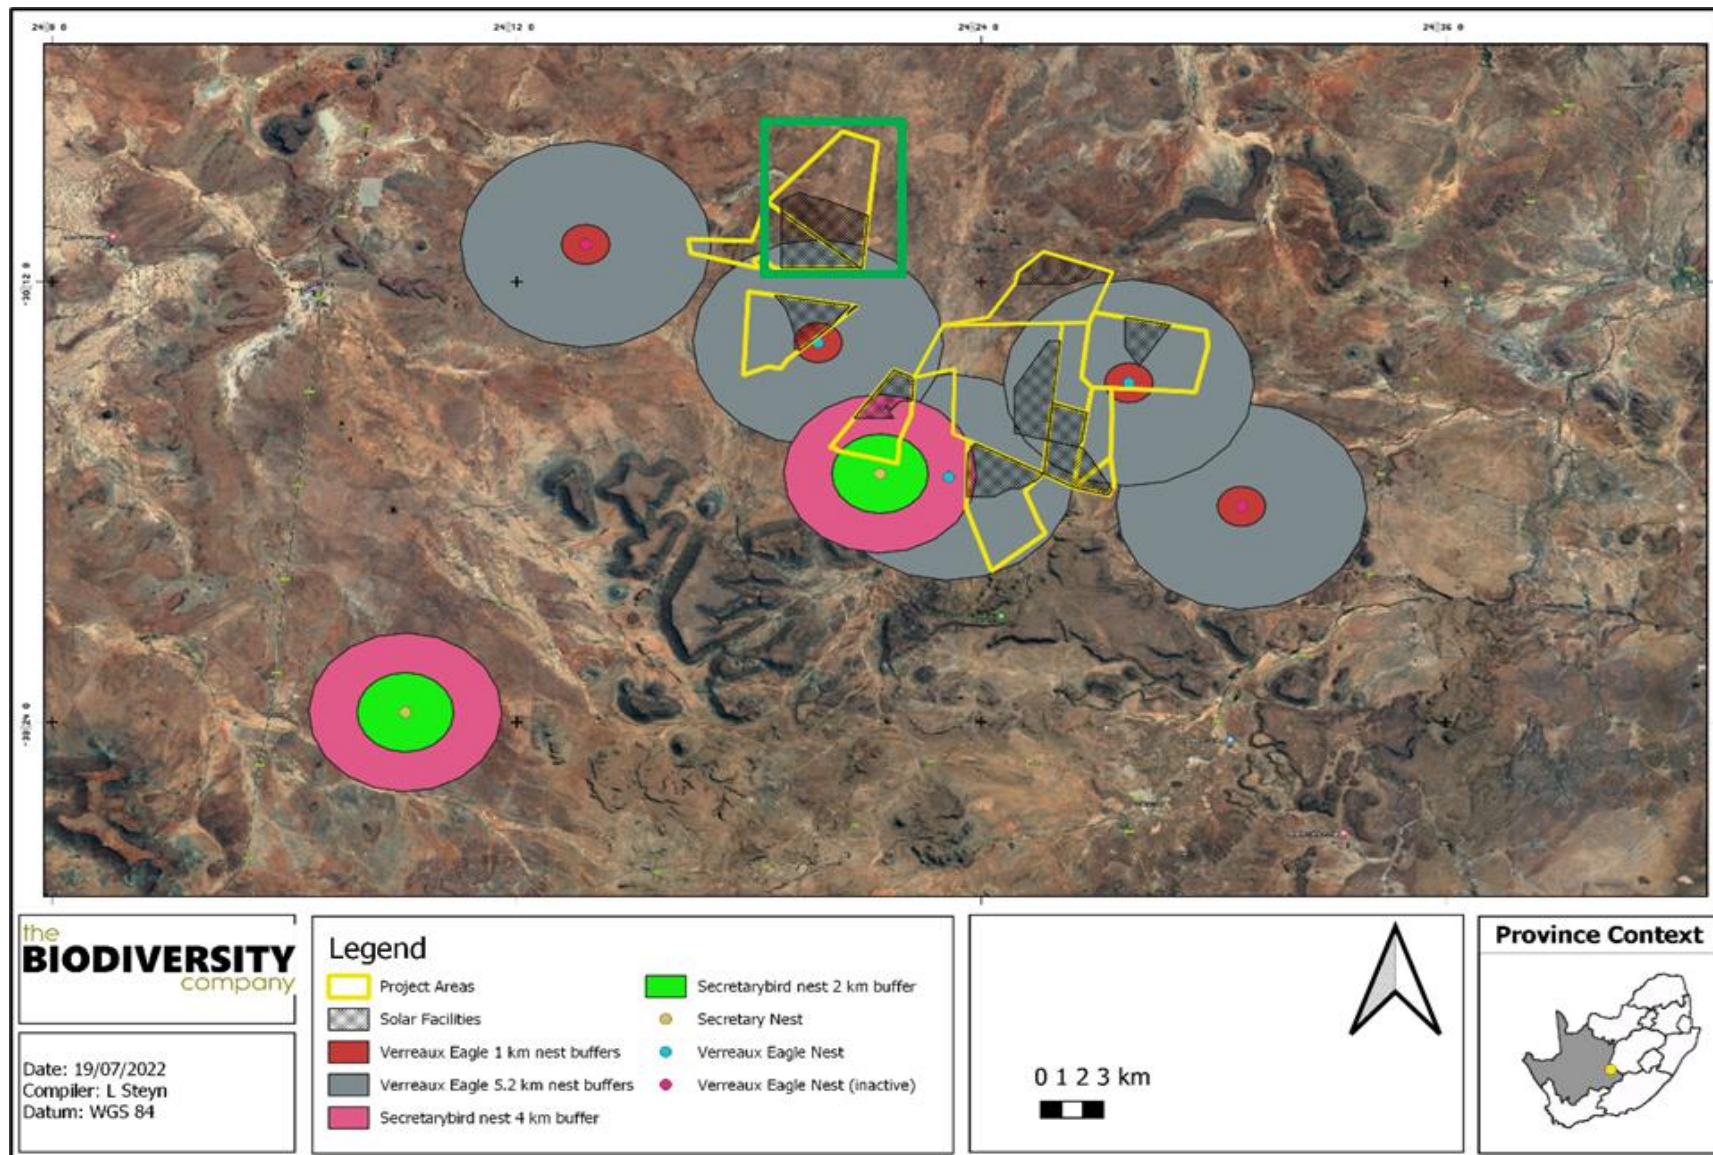 the
BIODIVERSITY
company
Date: 19/07/2022
Compiler: L Steyn
Datum: WGS 84
Legend
Project Areas
Solar Facilities
Verreaux Eagle 1 km nest buffers
Verreaux Eagle 5.2 km nest buffers
Secretarybird nest 4 km buffer
Secretarybird nest 2 km buffer
Secretary Nest
Verreaux Eagle Nest
Verreaux Eagle Nest (inactive)
0 1 2 3 km
Province Context